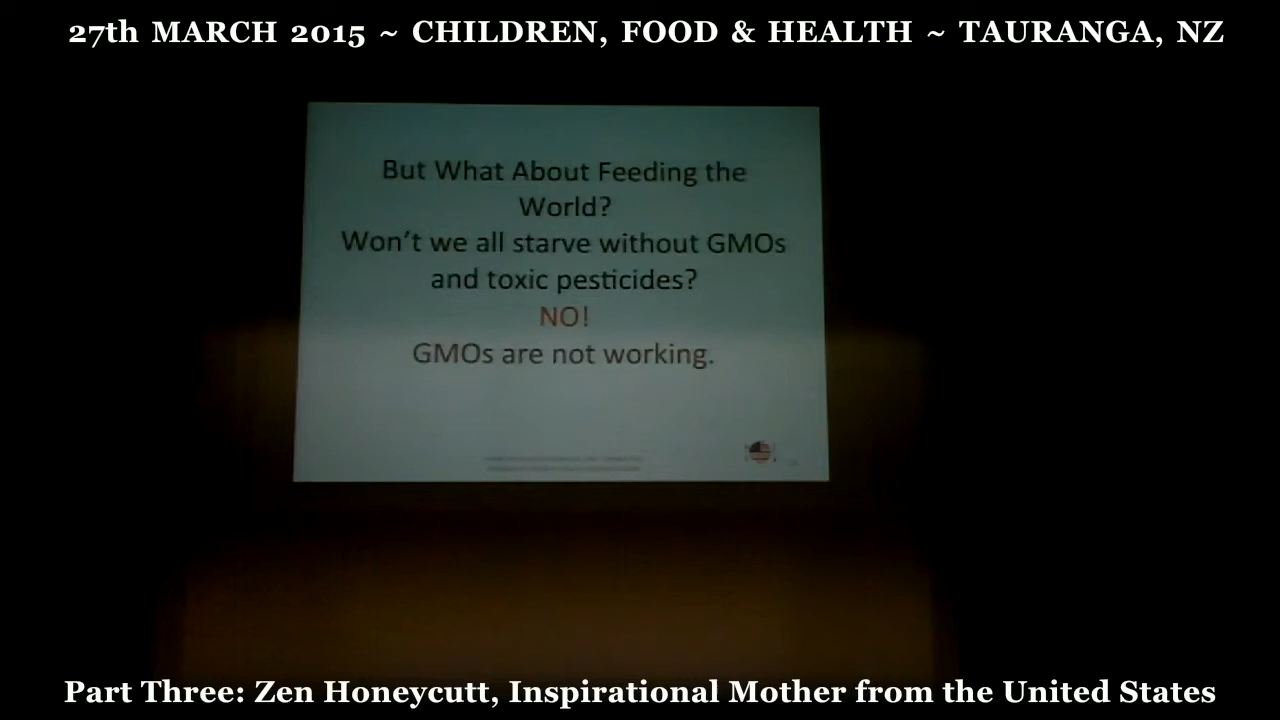 27th MARCH 2015 ~ CHILDREN, FOOD & HEALTH ~ TAURANGA, NZ
But What About Feeding the
World?
Won't we all starve without GMOs
and toxic pesticides?
NO!
GMOs are not working.
Part Three: Zen Honeycutt, Inspirational Mother from the United States